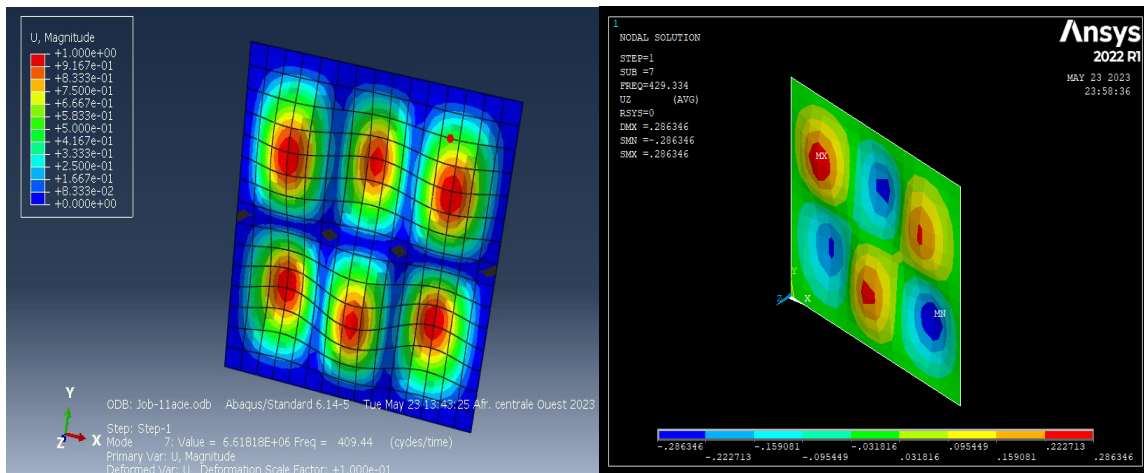 U, Magnitude
+1.000e+00
+9.167e-01
+8.333e-01
+7.500e-01
+6.667e-01
+5.833e-01
+5.000e-01
+4.167e-01
+3.333e-01
+2.500e-01
+1.667e-01
+8.333e-02
+0.000e+00
Y
Z X
ODB: Job-11ade.odb Abaqus/Standard 6.14-5 Tue May 23 13:43:25 Afr. centrale Ouest 2023
Step: Step-1
Mode 7: Value = 6.61818E+06 Freq = 409.44 (cycles/time)
Primary Var: U, Magnitude
Deformed Var: U Deformation Scale Factor: +1.000e-01
1
NODAL SOLUTION
STEP=1
SUB =7
FREQ=429.334
UZ (AVG)
RSYS=0
DMX =.286346
SMN =-.286346
SMX =.286346
Ansys
2022 R1
MAY 23 2023
23:58:36
MX
Y
Z X
MN
-.286346 -.159081 -.031816 .095449 .222713
-.222713 -.095449 .031816 .159081 .286346